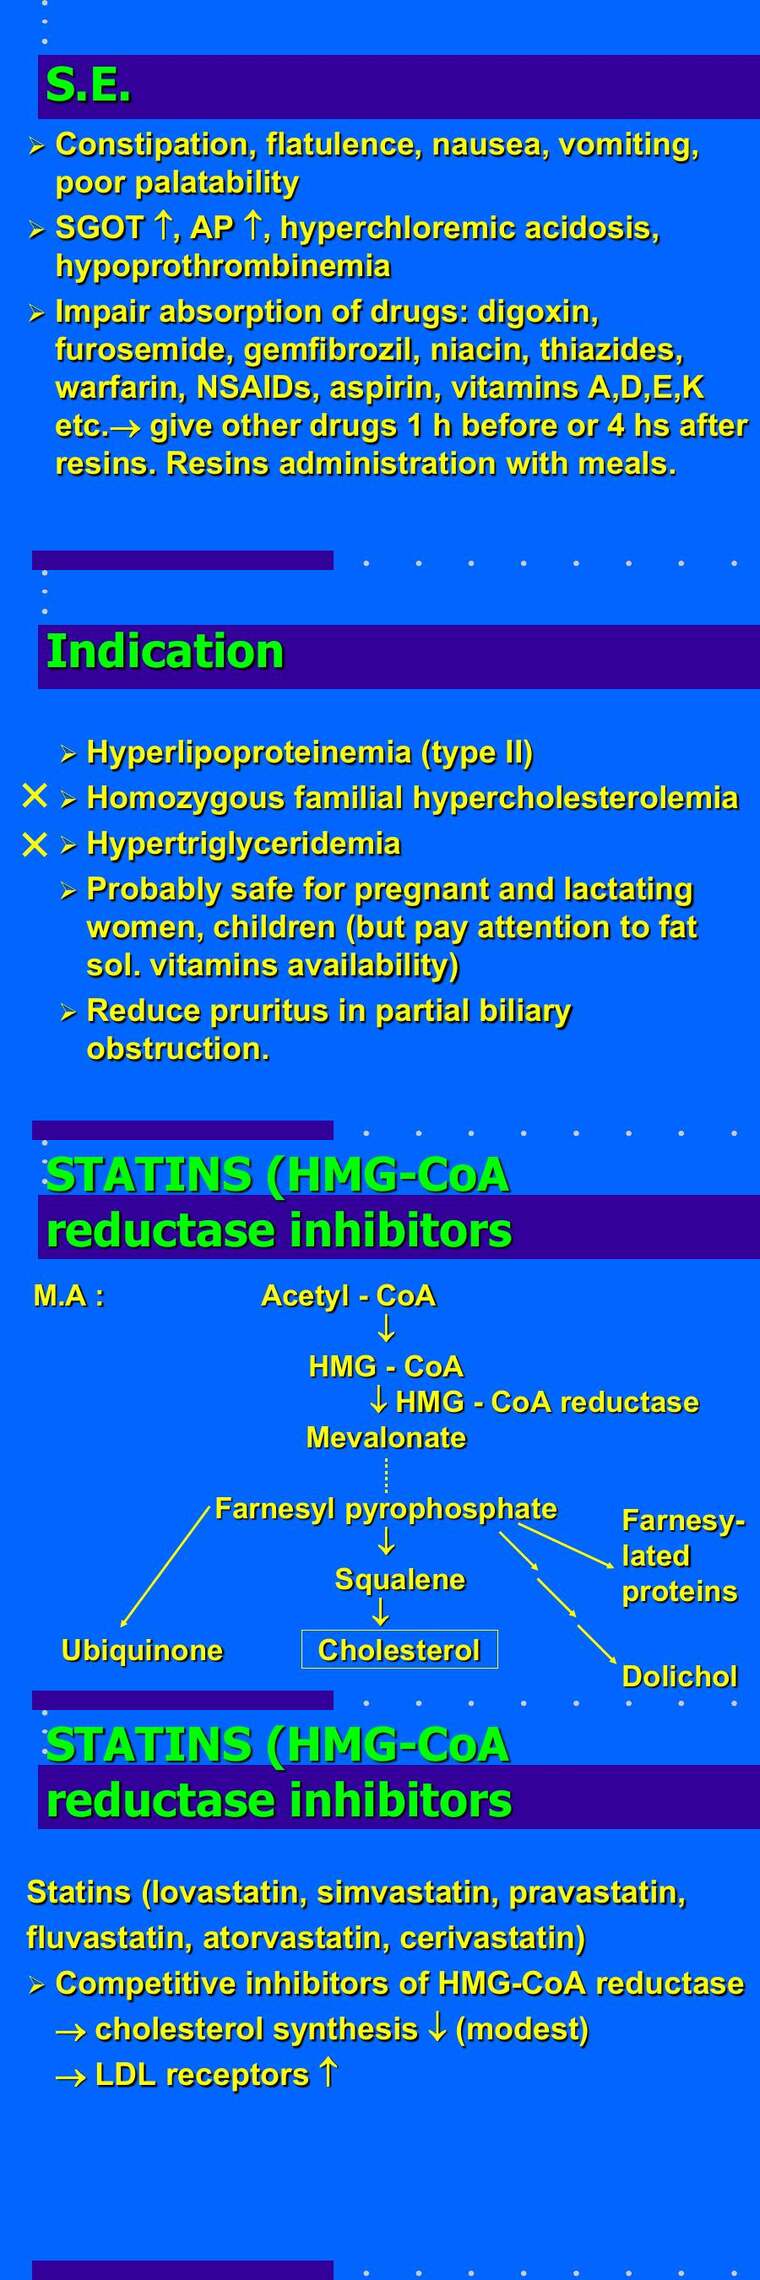 S.E.
➢ Constipation, flatulence, nausea, vomiting,
poor palatability
➢ SGOT ↑, AP ↑, hyperchloremic acidosis,
hypoprothrombinemia
➢ Impair absorption of drugs: digoxin,
furosemide, gemfibrozil, niacin, thiazides,
warfarin, NSAIDs, aspirin, vitamins A,D,E,K
etc.→ give other drugs 1 h before or 4 hs after
resins. Resins administration with meals.
Indication
➢ Hyperlipoproteinemia (type II)
✕ ➢ Homozygous familial hypercholesterolemia
✕ ➢ Hypertriglyceridemia
➢ Probably safe for pregnant and lactating
women, children (but pay attention to fat
sol. vitamins availability)
➢ Reduce pruritus in partial biliary
obstruction.
STATINS (HMG-CoA
reductase inhibitors
M.A : Acetyl - CoA
↓
HMG - CoA
↓ HMG - CoA reductase
Mevalonate
Farnesyl pyrophosphate
Farnesy-
lated
proteins
↓
Squalene
↓
Ubiquinone
Cholesterol
Dolichol
STATINS (HMG-CoA
reductase inhibitors
Statins (lovastatin, simvastatin, pravastatin,
fluvastatin, atorvastatin, cerivastatin)
➢ Competitive inhibitors of HMG-CoA reductase
→ cholesterol synthesis ↓ (modest)
→ LDL receptors ↑